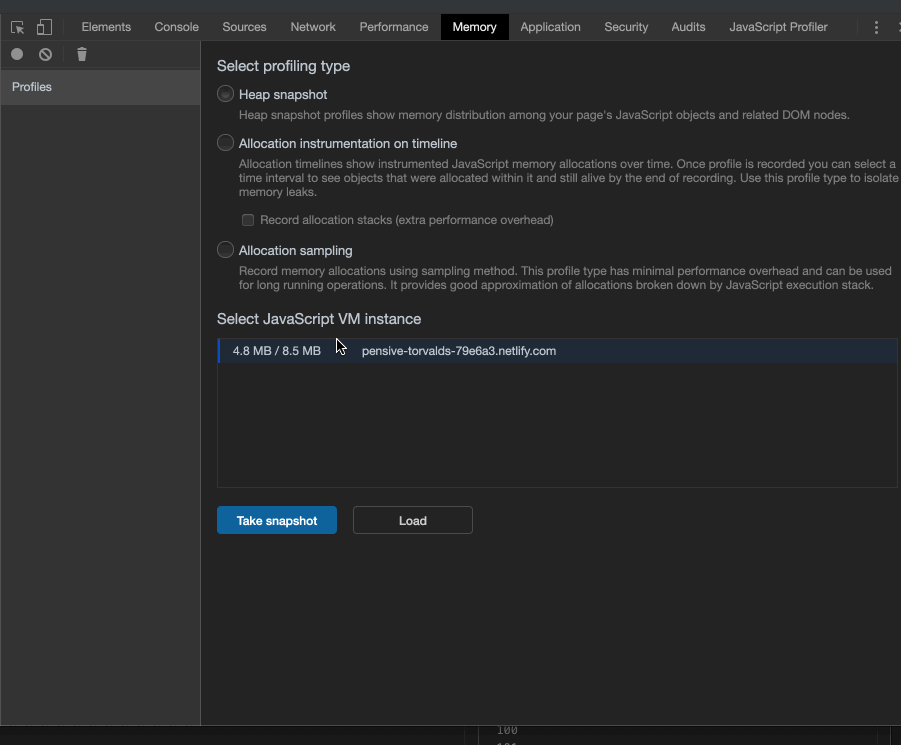 Elements Console Sources Network Performance Memory Application Security Audits JavaScript Profiler
Profiles
Select profiling type
Heap snapshot
Heap snapshot profiles show memory distribution among your page's JavaScript objects and related DOM nodes.
Allocation instrumentation on timeline
Allocation timelines show instrumented JavaScript memory allocations over time. Once profile is recorded you can select a
time interval to see objects that were allocated within it and still alive by the end of recording. Use this profile type to isolate
memory leaks.
Record allocation stacks (extra performance overhead)
Allocation sampling
Record memory allocations using sampling method. This profile type has minimal performance overhead and can be used
for long running operations. It provides good approximation of allocations broken down by JavaScript execution stack.
Select JavaScript VM instance
4.8 MB / 8.5 MB pensive-torvalds-79e6a3.netlify.com
Take snapshot Load
100